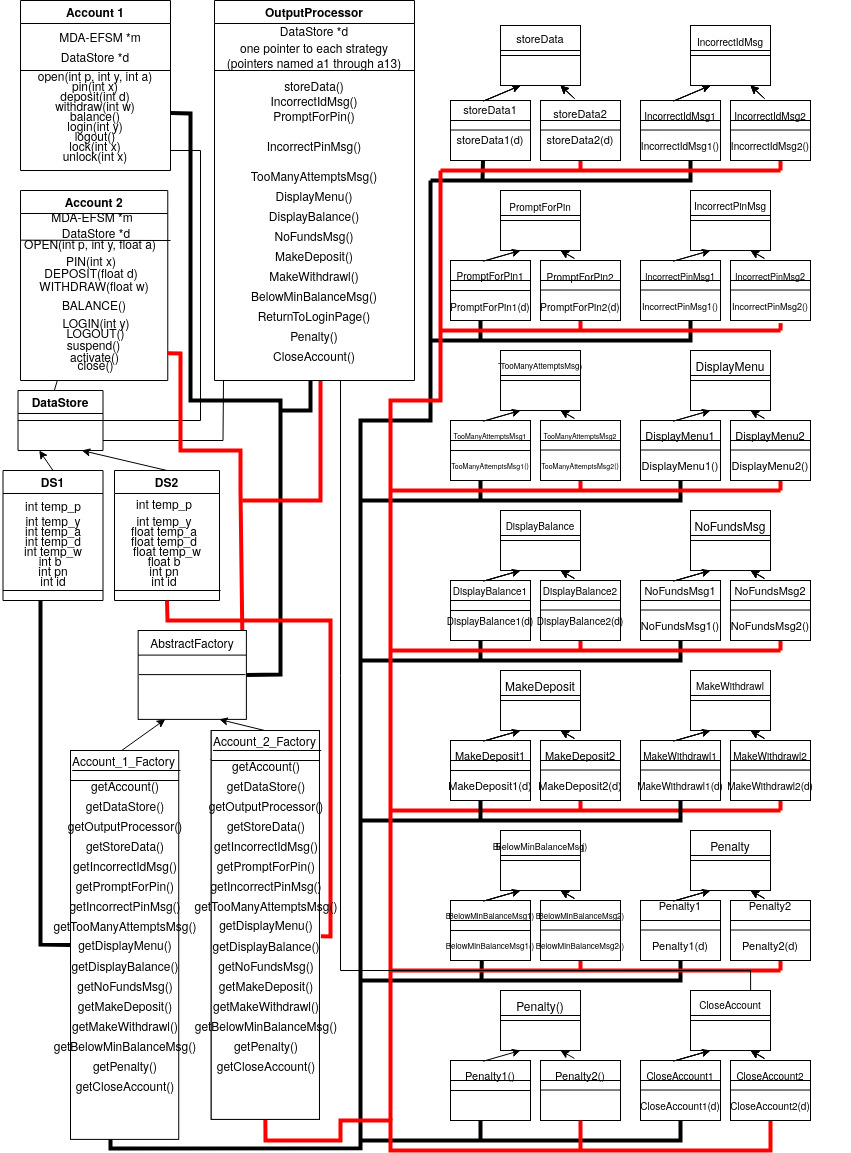 Account 1
MDA-EFSM *m
DataStore *d
open(int p, int y, int a)
pin(int x)
deposit(int d)
withdraw(int w)
balance()
login(int y)
logout()
lock(int x)
unlock(int x)
Account 2
MDA-EFSM *m
DataStore *d
OPEN(int p, int y, float a)
PIN(int x)
DEPOSIT(float d)
WITHDRAW(float w)
BALANCE()
LOGIN(int y)
LOGOUT()
suspend()
activate()
close()
OutputProcessor
DataStore *d
one pointer to each strategy
(pointers named a1 through a13)
storeData()
IncorrectIdMsg()
PromptForPin()
IncorrectPinMsg()
TooManyAttemptsMsg()
DisplayMenu()
DisplayBalance()
NoFundsMsg()
MakeDeposit()
MakeWithdrawl()
BelowMinBalanceMsg()
ReturnToLoginPage()
Penalty()
CloseAccount()
DataStore
DS1
int temp_p
int temp_y
int temp_a
int temp_d
int temp_w
int b
int pn
int id
DS2
int temp_p
int temp_y
float temp_a
float temp_d
float temp_w
float b
int pn
int id
AbstractFactory
Account_1_Factory
getAccount()
getDataStore()
getOutputProcessor()
getStoreData()
getIncorrectIdMsg()
getPromptForPin()
getIncorrectPinMsg()
getTooManyAttemptsMsg()
getDisplayMenu()
getDisplayBalance()
getNoFundsMsg()
getMakeDeposit()
getMakeWithdrawl()
getBelowMinBalanceMsg()
getPenalty()
getCloseAccount()
Account_2_Factory
getAccount()
getDataStore()
getOutputProcessor()
getStoreData()
getIncorrectIdMsg()
getPromptForPin()
getIncorrectPinMsg()
getTooManyAttemptsMsg()
getDisplayMenu()
getDisplayBalance()
getNoFundsMsg()
getMakeDeposit()
getMakeWithdrawl()
getBelowMinBalanceMsg()
getPenalty()
getCloseAccount()
storeData
storeData1
storeData1(d)
storeData2
storeData2(d)
IncorrectIdMsg
IncorrectIdMsg1
IncorrectIdMsg1()
IncorrectIdMsg2
IncorrectIdMsg2()
PromptForPin
PromptForPin1
PromptForPin1(d)
PromptForPin2
PromptForPin2(d)
IncorrectPinMsg
IncorrectPinMsg1
IncorrectPinMsg1()
IncorrectPinMsg2
IncorrectPinMsg2()
TooManyAttemptsMsg
TooManyAttemptsMsg1
TooManyAttemptsMsg1()
TooManyAttemptsMsg2
TooManyAttemptsMsg2()
DisplayMenu
DisplayMenu1
DisplayMenu1()
DisplayMenu2
DisplayMenu2()
DisplayBalance
DisplayBalance1
DisplayBalance1(d)
DisplayBalance2
DisplayBalance2(d)
NoFundsMsg
NoFundsMsg1
NoFundsMsg1()
NoFundsMsg2
NoFundsMsg2()
MakeDeposit
MakeDeposit1
MakeDeposit1(d)
MakeDeposit2
MakeDeposit2(d)
MakeWithdrawl
MakeWithdrawl1
MakeWithdrawl1(d)
MakeWithdrawl2
MakeWithdrawl2(d)
BelowMinBalanceMsg
BelowMinBalanceMsg1
BelowMinBalanceMsg1()
BelowMinBalanceMsg2
BelowMinBalanceMsg2()
Penalty
Penalty1
Penalty1(d)
Penalty2
Penalty2(d)
Penalty()
Penalty1()
Penalty2()
CloseAccount
CloseAccount1
CloseAccount1(d)
CloseAccount2
CloseAccount2(d)